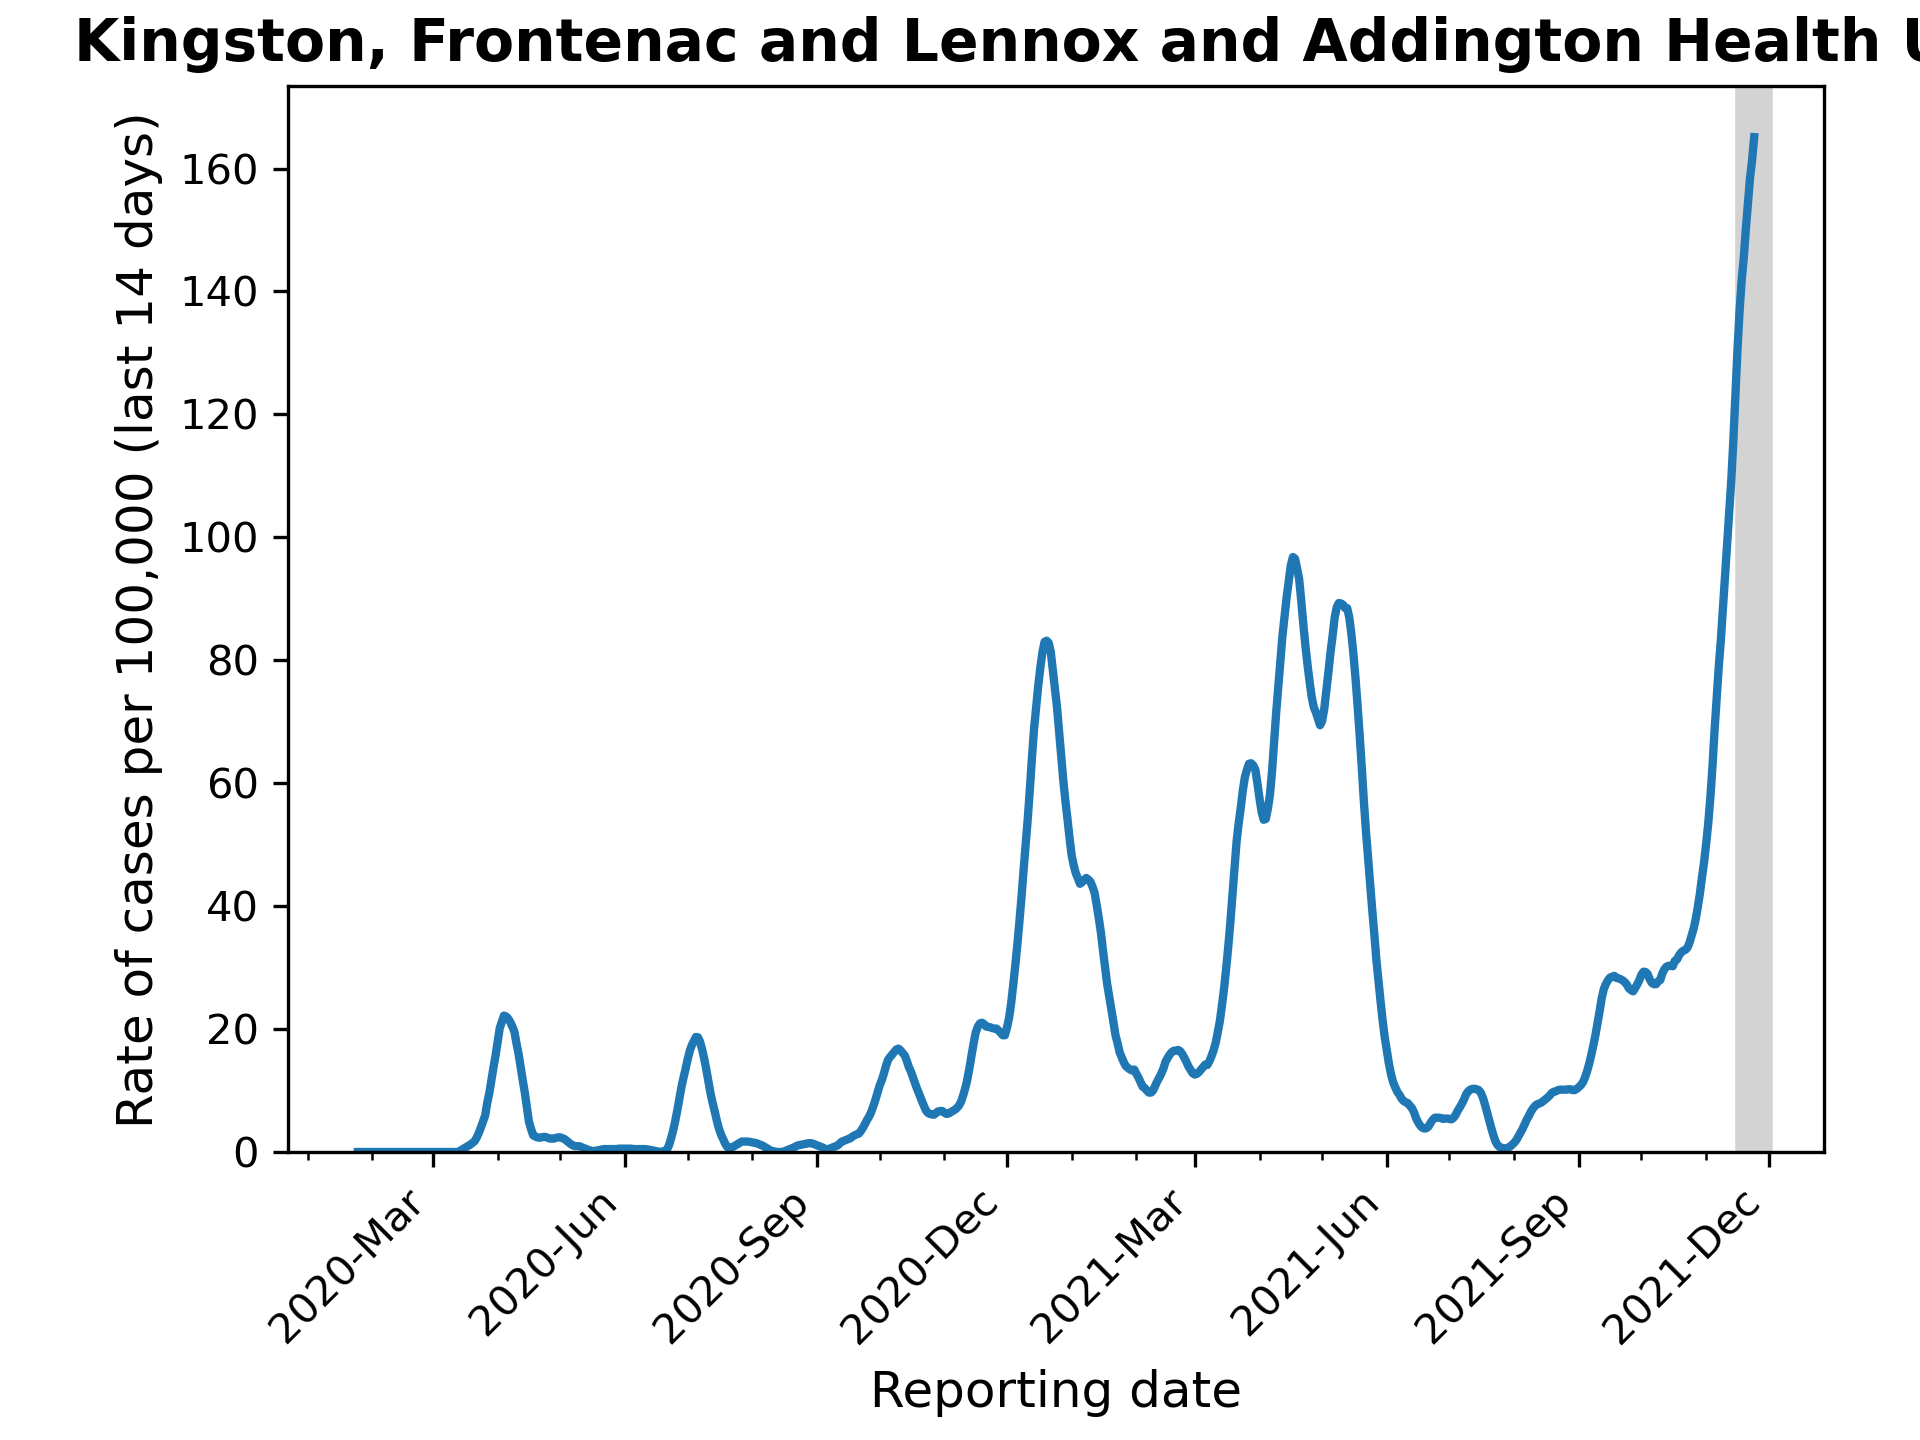 Kingston, Frontenac and Lennox and Addington Health U
Rate of cases per 100,000 (last 14 days)
160
140
120
100
80
60
40
20
0
2020-Mar
2020-Jun
2020-Sep
2020-Dec
2021-Mar
2021-Jun
2021-Sep
2021-Dec
Reporting date